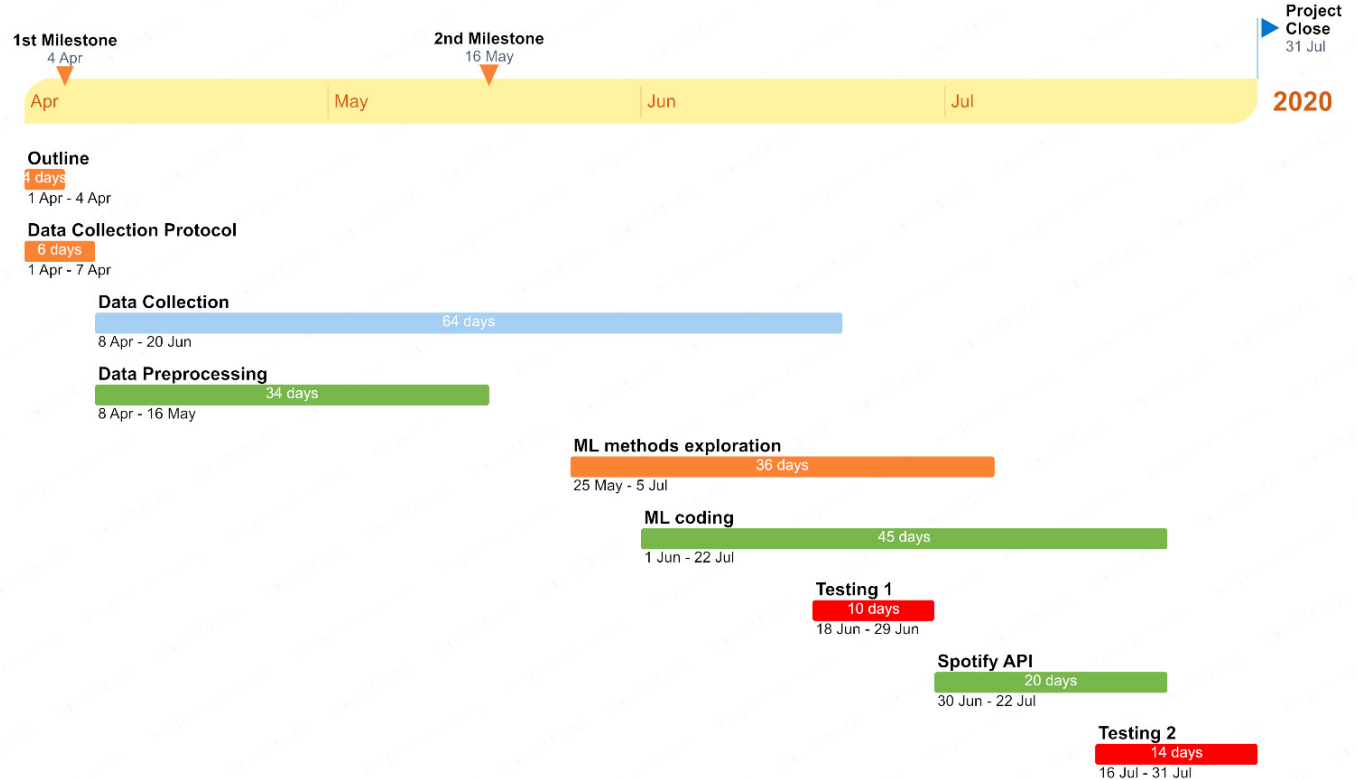 1st Milestone
4 Apr
2nd Milestone
16 May
Project
Close
31 Jul
Apr
May
Jun
Jul
2020
Outline
4 days
1 Apr - 4 Apr
Data Collection Protocol
6 days
1 Apr - 7 Apr
Data Collection
64 days
8 Apr - 20 Jun
Data Preprocessing
34 days
8 Apr - 16 May
ML methods exploration
36 days
25 May - 5 Jul
ML coding
45 days
1 Jun - 22 Jul
Testing 1
10 days
18 Jun - 29 Jun
Spotify API
20 days
30 Jun - 22 Jul
Testing 2
14 days
16 Jul - 31 Jul